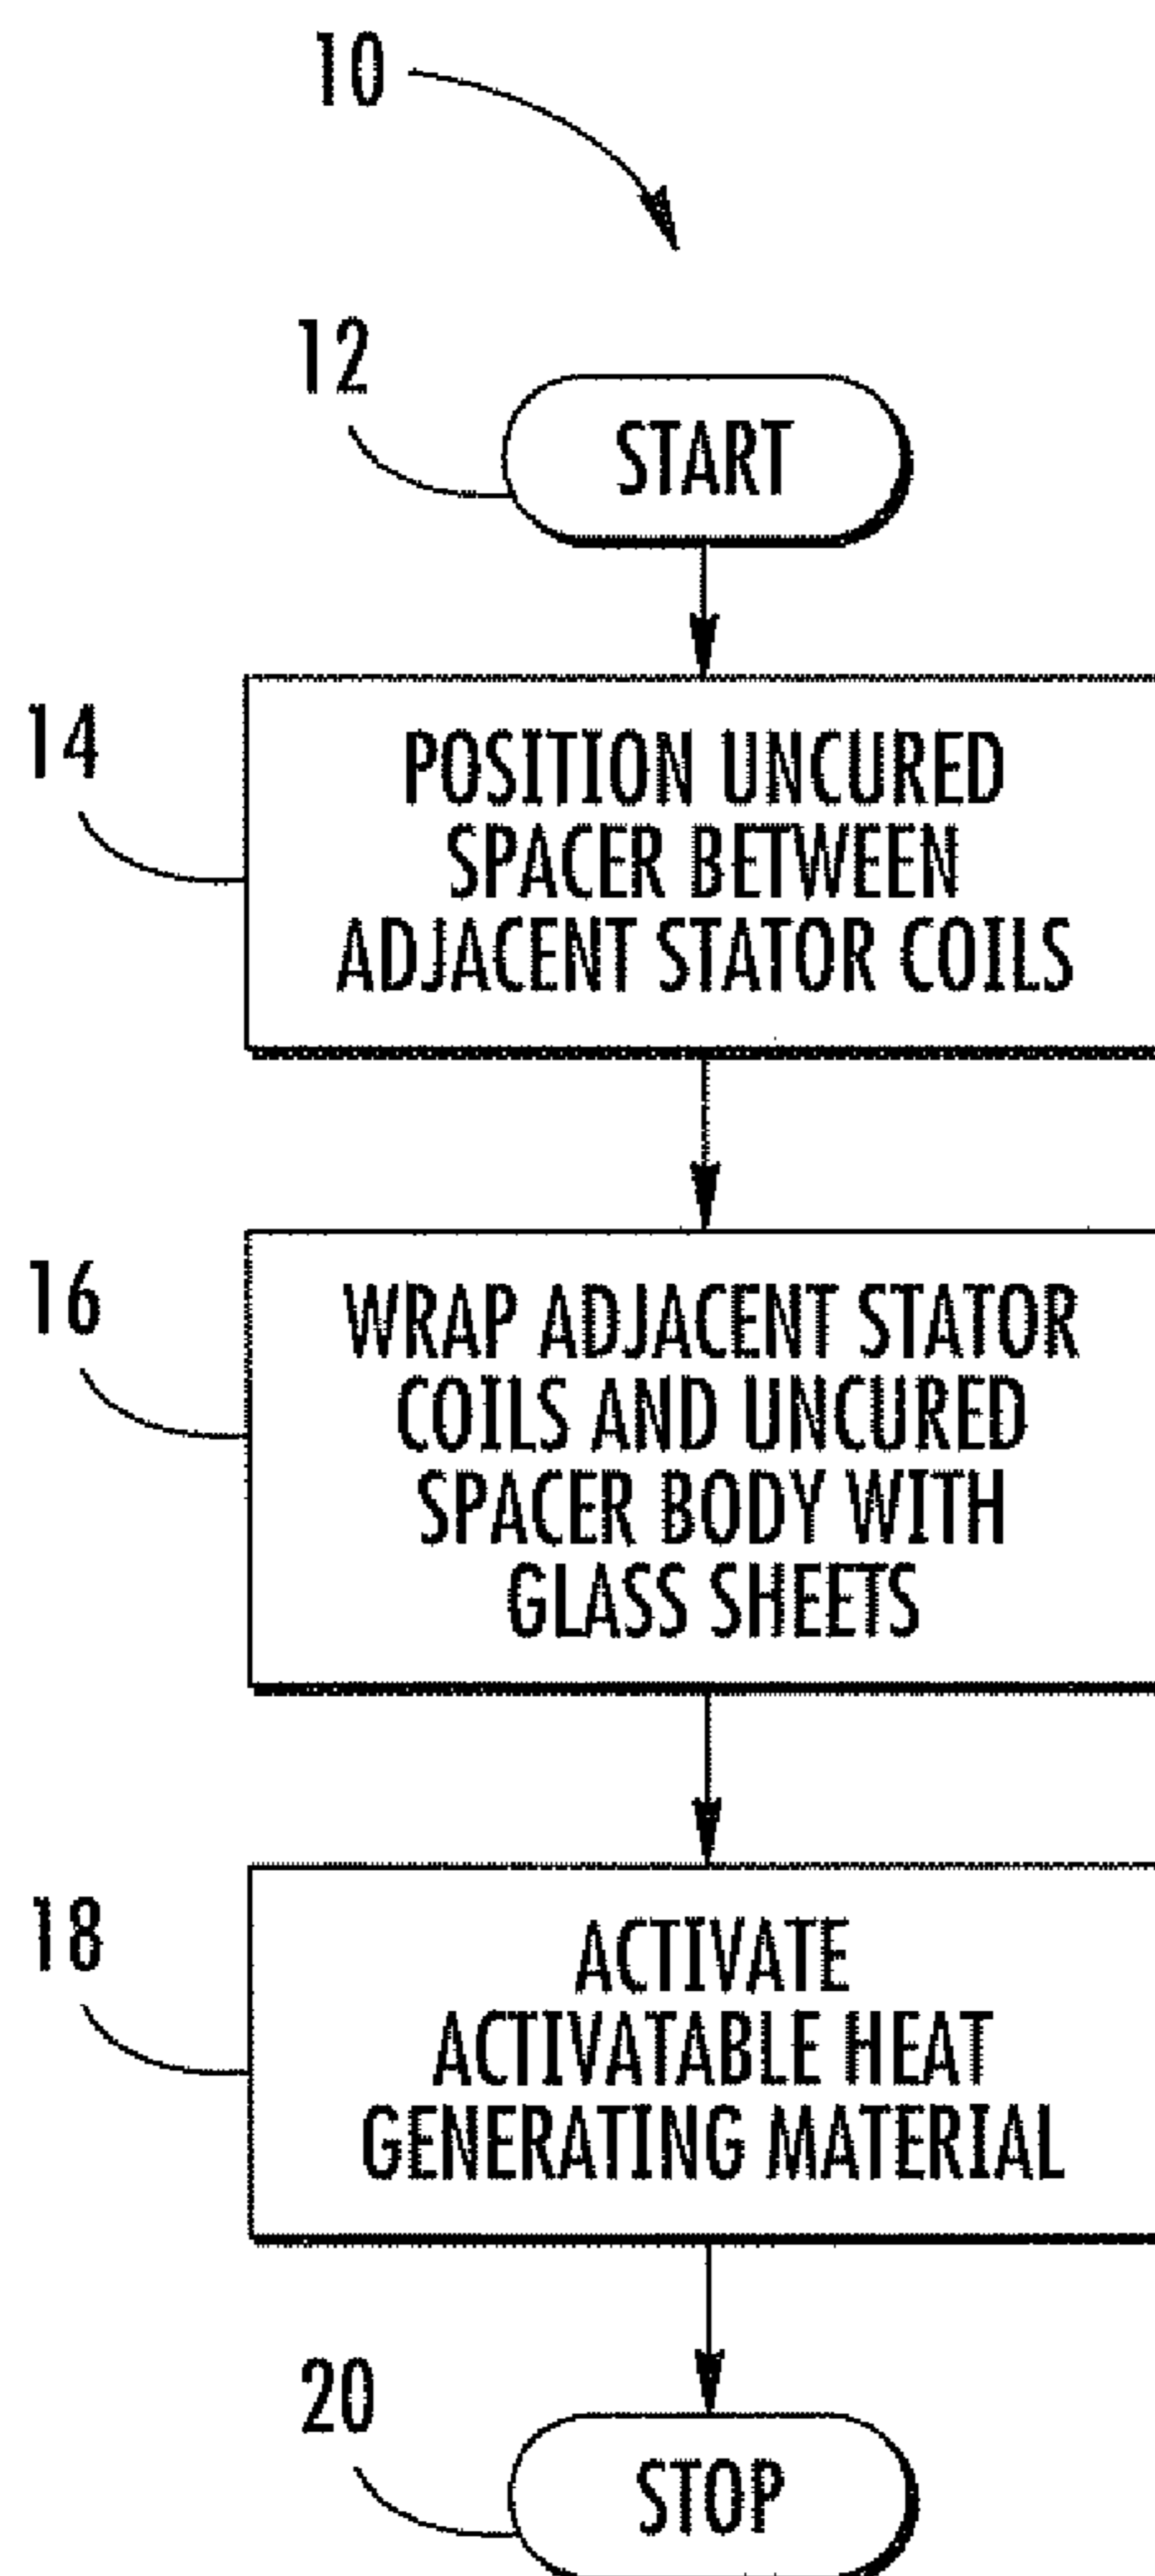 10
12
START
14
POSITION UNCURED
SPACER BETWEEN
ADJACENT STATOR COILS
16
WRAP ADJACENT STATOR
COILS AND UNCURED
SPACER BODY WITH
GLASS SHEETS
18
ACTIVATE
ACTIVATABLE HEAT
GENERATING MATERIAL
20
STOP